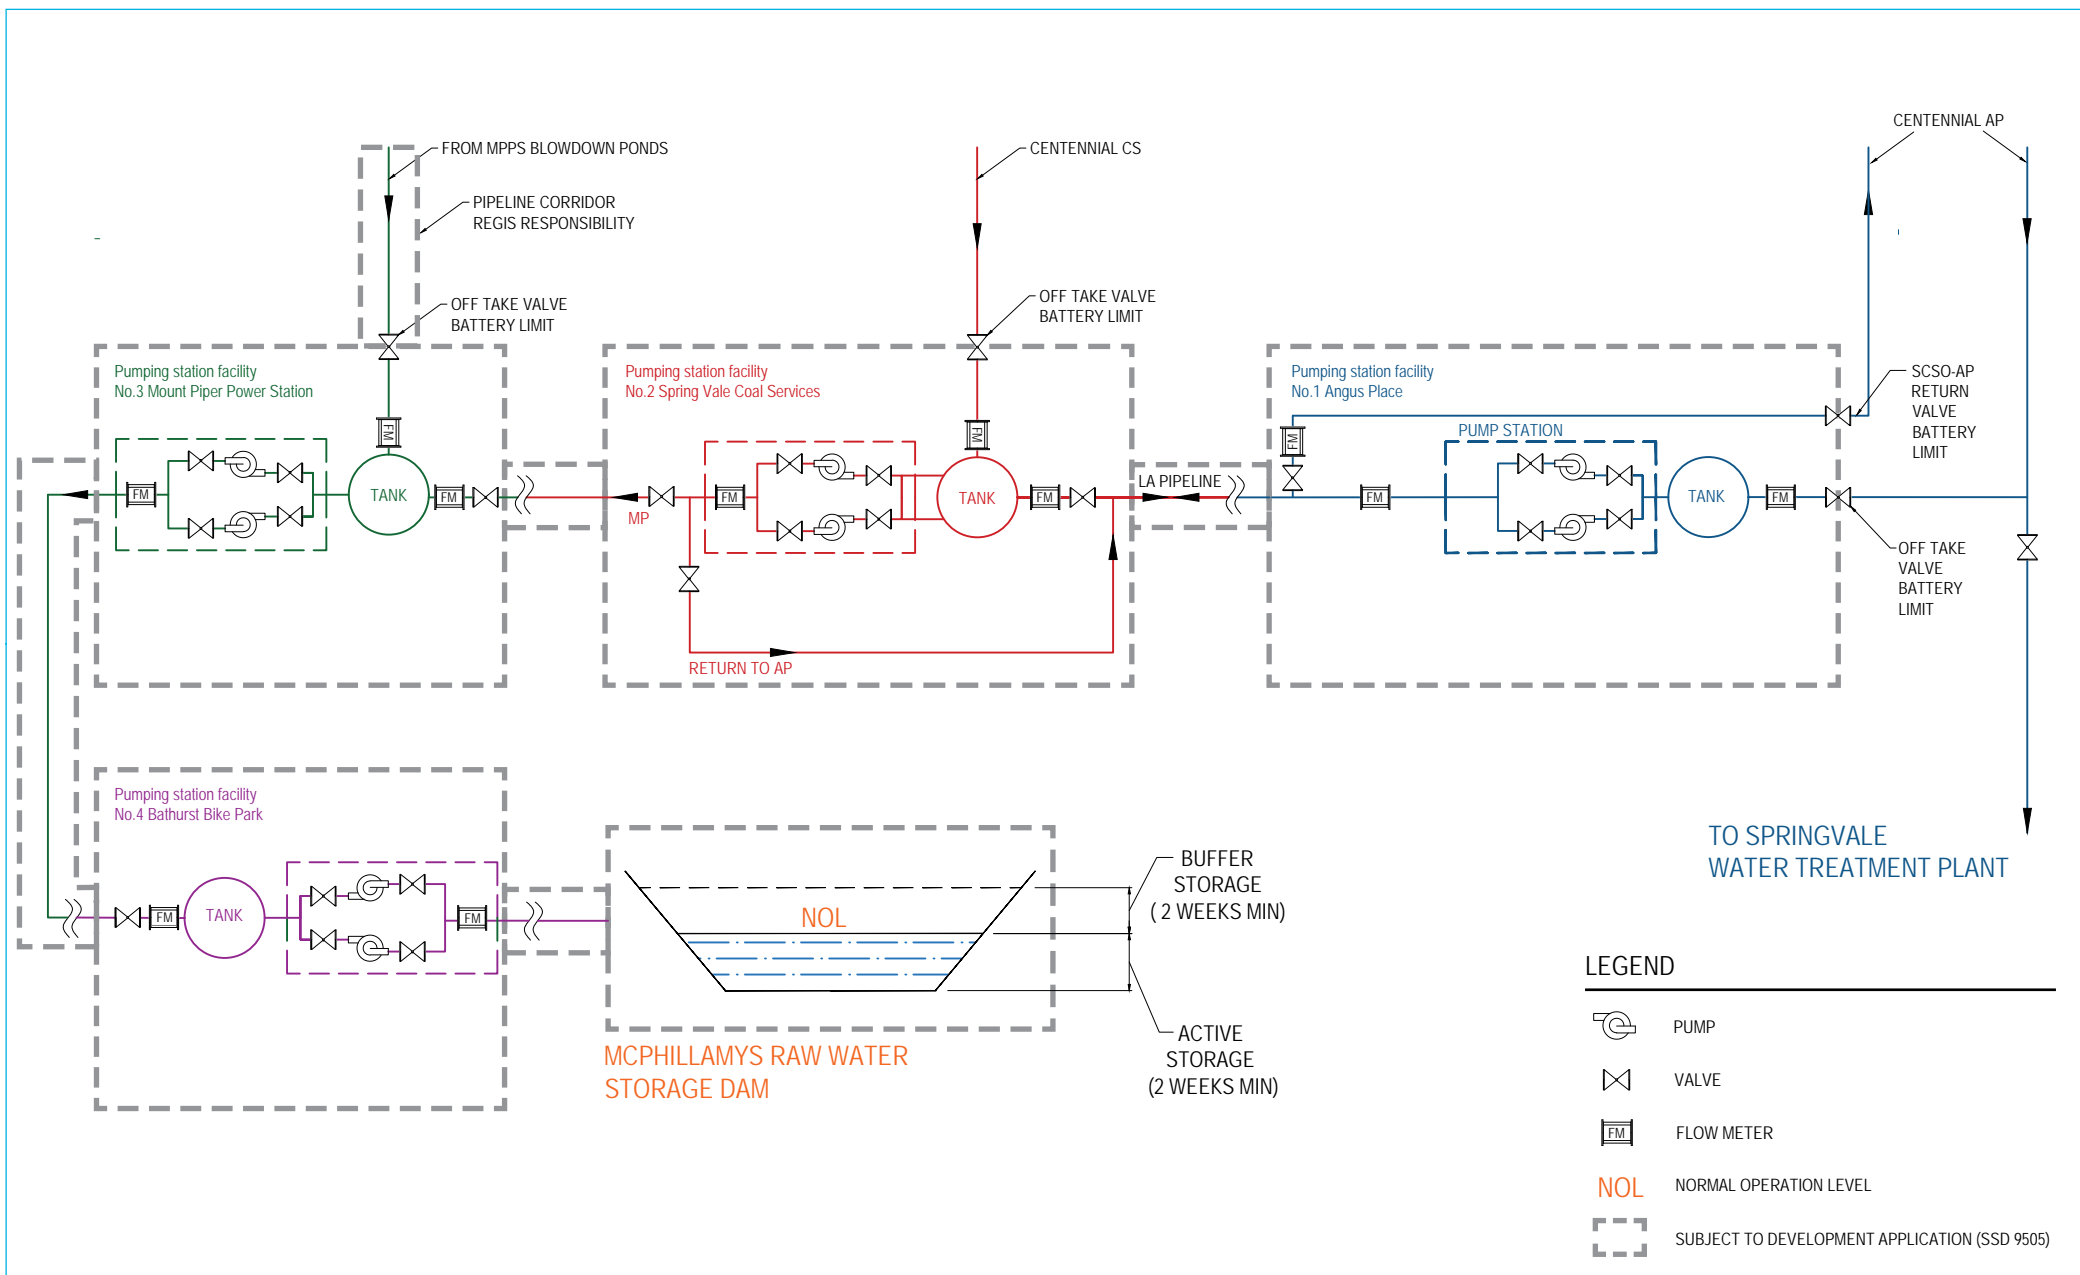 CENTENNIAL AP
FROM MPPS BLOWDOWN PONDS
CENTENNIAL CS
PIPELINE CORRIDOR
REGIS RESPONSIBILITY
OFF TAKE VALVE
BATTERY LIMIT
OFF TAKE VALVE
BATTERY LIMIT
Pumping station facility
No.3 Mount Piper Power Station
FM
TANK
FM
FM
Pumping station facility
No.2 Spring Vale Coal Services
FM
TANK
FM
FM
MP
RETURN TO AP
LA PIPELINE
Pumping station facility
No.1 Angus Place
FM
FM
PUMP STATION
TANK
FM
SCSO-AP
RETURN
VALVE
BATTERY
LIMIT
OFF TAKE
VALVE
BATTERY
LIMIT
Pumping station facility
No.4 Bathurst Bike Park
FM
TANK
FM
NOL
BUFFER
STORAGE
( 2 WEEKS MIN)
ACTIVE
STORAGE
(2 WEEKS MIN)
MCPHILLAMYS RAW WATER
STORAGE DAM
TO SPRINGVALE
WATER TREATMENT PLANT
LEGEND
PUMP
VALVE
FM FLOW METER
NOL NORMAL OPERATION LEVEL
SUBJECT TO DEVELOPMENT APPLICATION (SSD 9505)